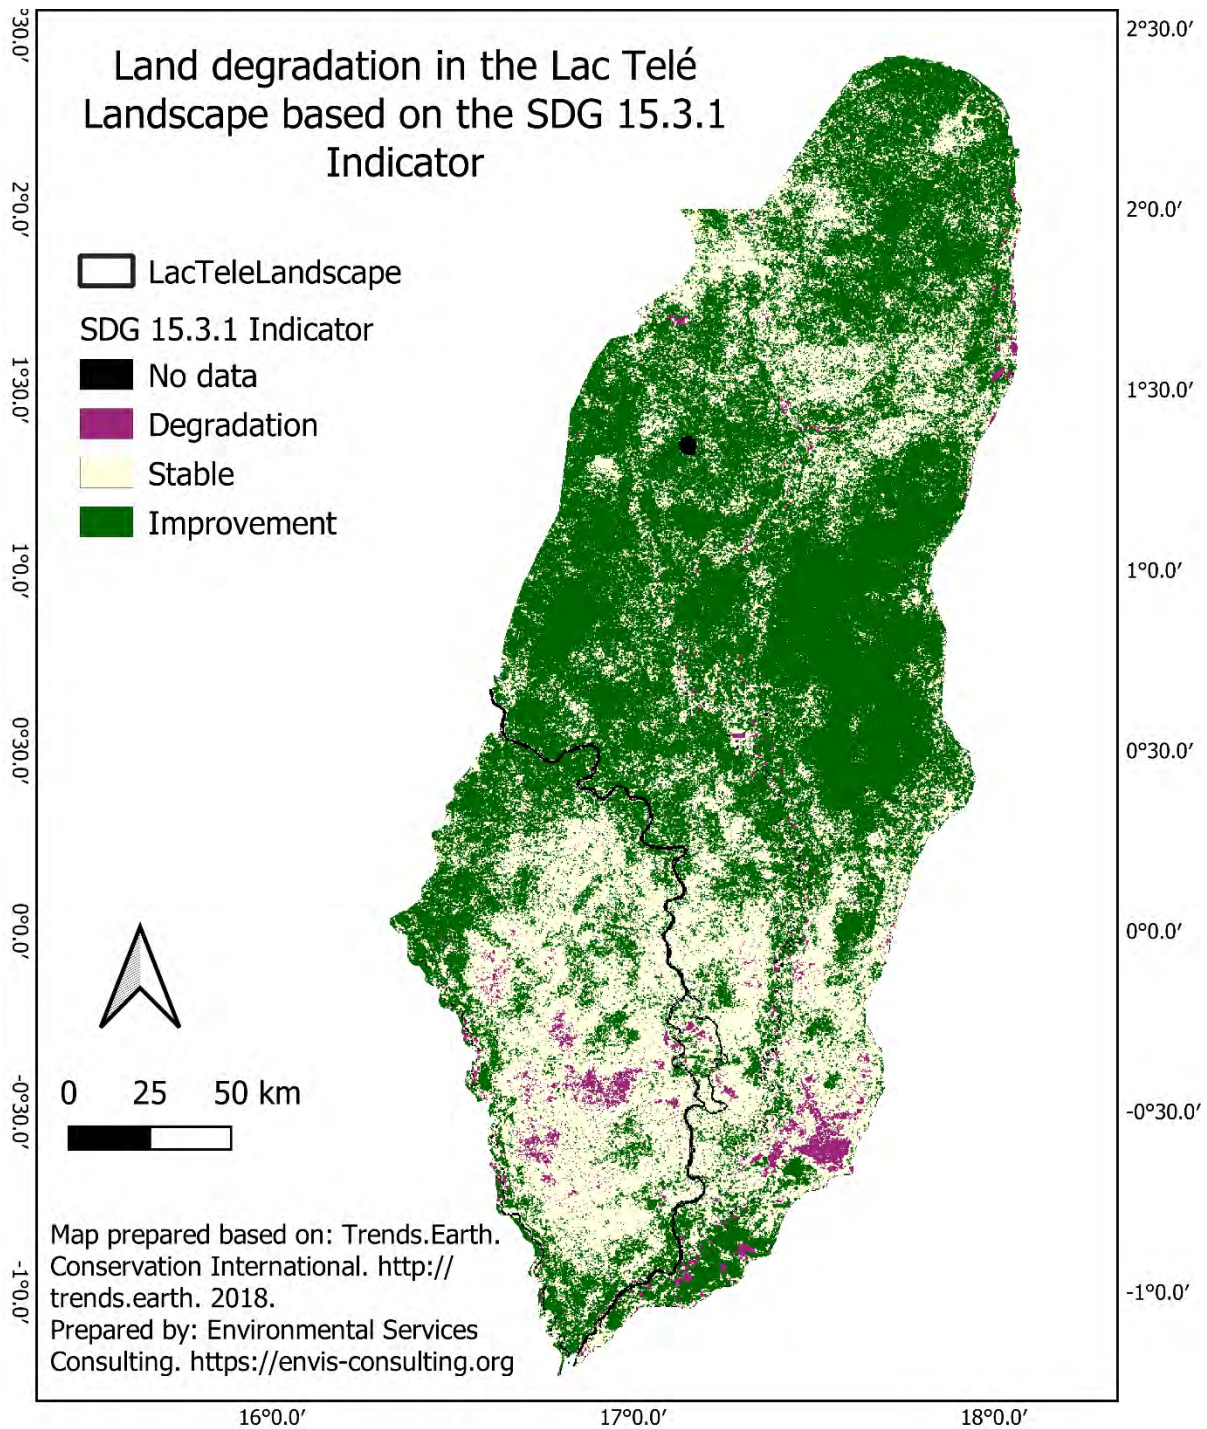 Land degradation in the Lac Telé
Landscape based on the SDG 15.3.1
Indicator
LacTeleLandscape
SDG 15.3.1 Indicator
No data
Degradation
Stable
Improvement
0 25 50 km
Map prepared based on: Trends.Earth.
Conservation International. http://
trends.earth. 2018.
Prepared by: Environmental Services
Consulting. https://envis-consulting.org
°30.0′
2°0.0′
1°30.0′
1°0.0′
0°30.0′
0°0.0′
-0°30.0′
-1°0.0′
2°30.0′
2°0.0′
1°30.0′
1°0.0′
0°30.0′
0°0.0′
-0°30.0′
-1°0.0′
16°0.0′ 17°0.0′ 18°0.0′